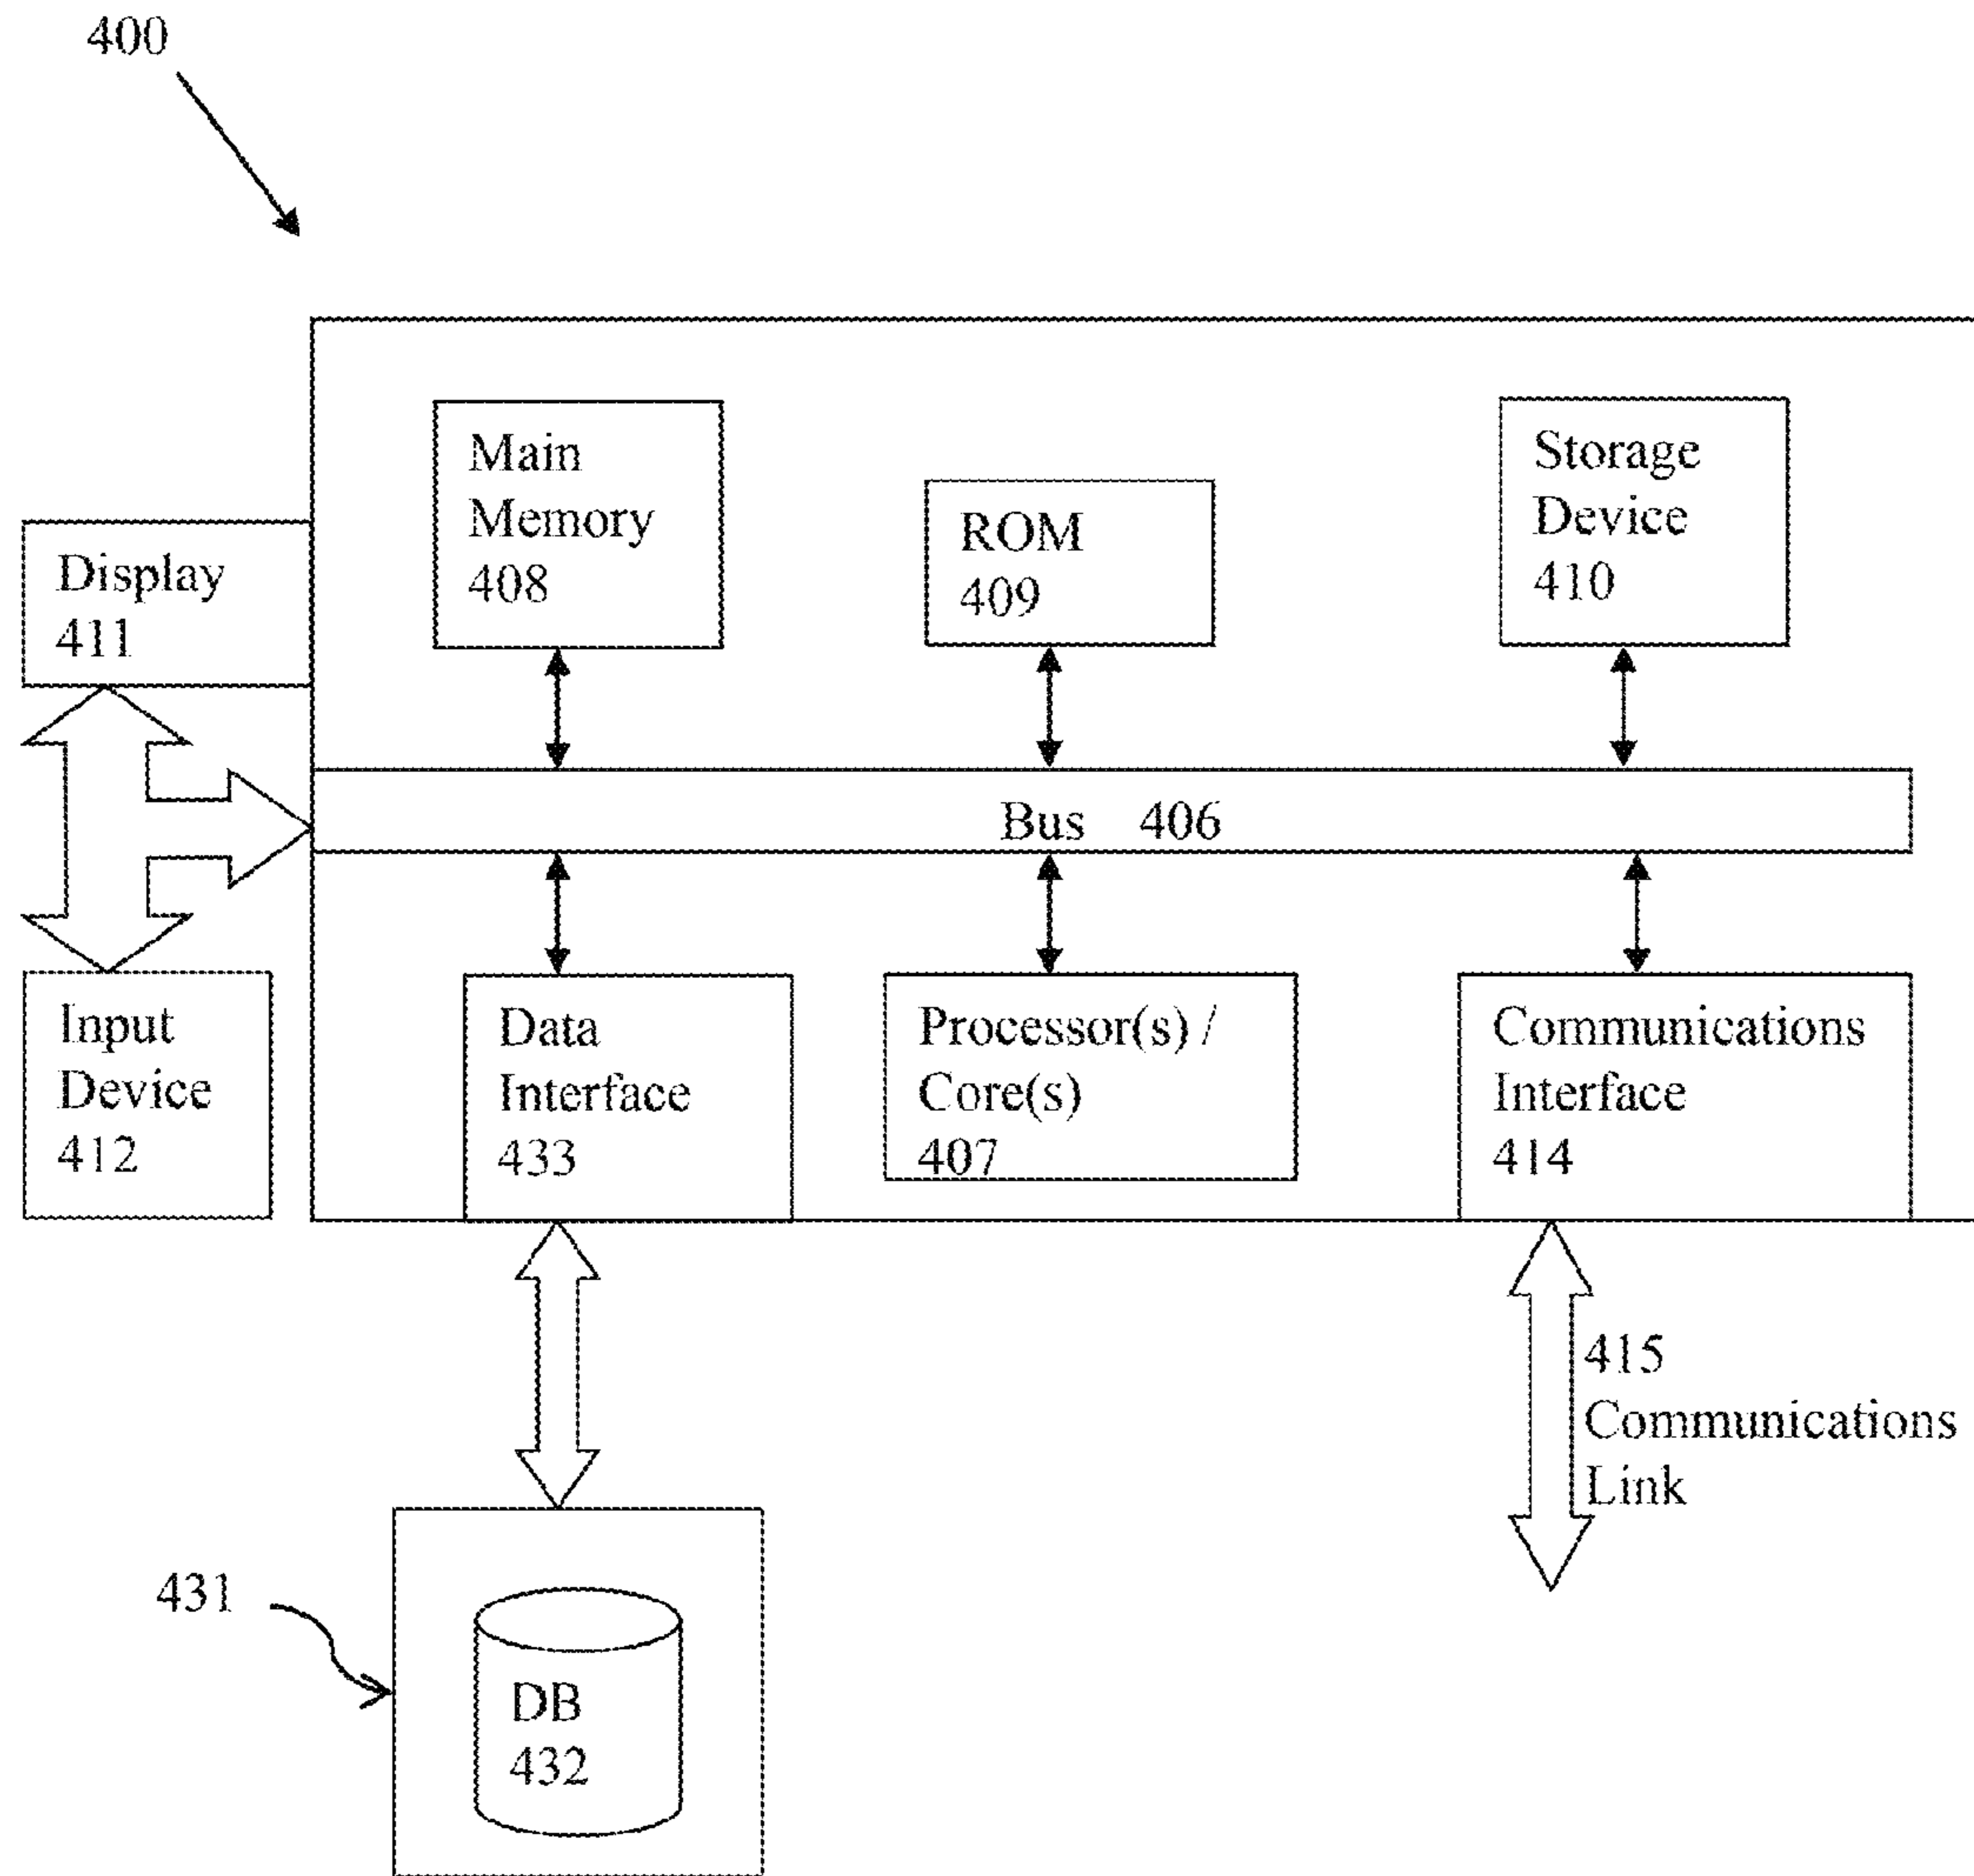 400
Main
Memory
408
ROM
409
Storage
Device
410
Display
411
Bus 406
Input
Device
412
Data
Interface
433
Processor(s) /
Core(s)
407
Communications
Interface
414
415
Communications
Link
431
DB
432